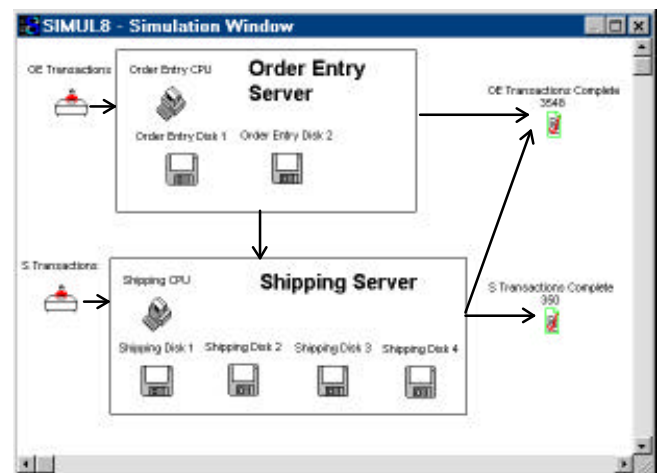 SIMUL8 - Simulation Window
OE Transactions
Order Entry CPU
Order Entry
Server
Order Entry Disk 1
Order Entry Disk 2
OE Transactions Complete
3548
S Transactions
Shipping CPU
Shipping Server
S Transactions Complete
360
Shipping Disk 1
Shipping Disk 2
Shipping Disk 3
Shipping Disk 4